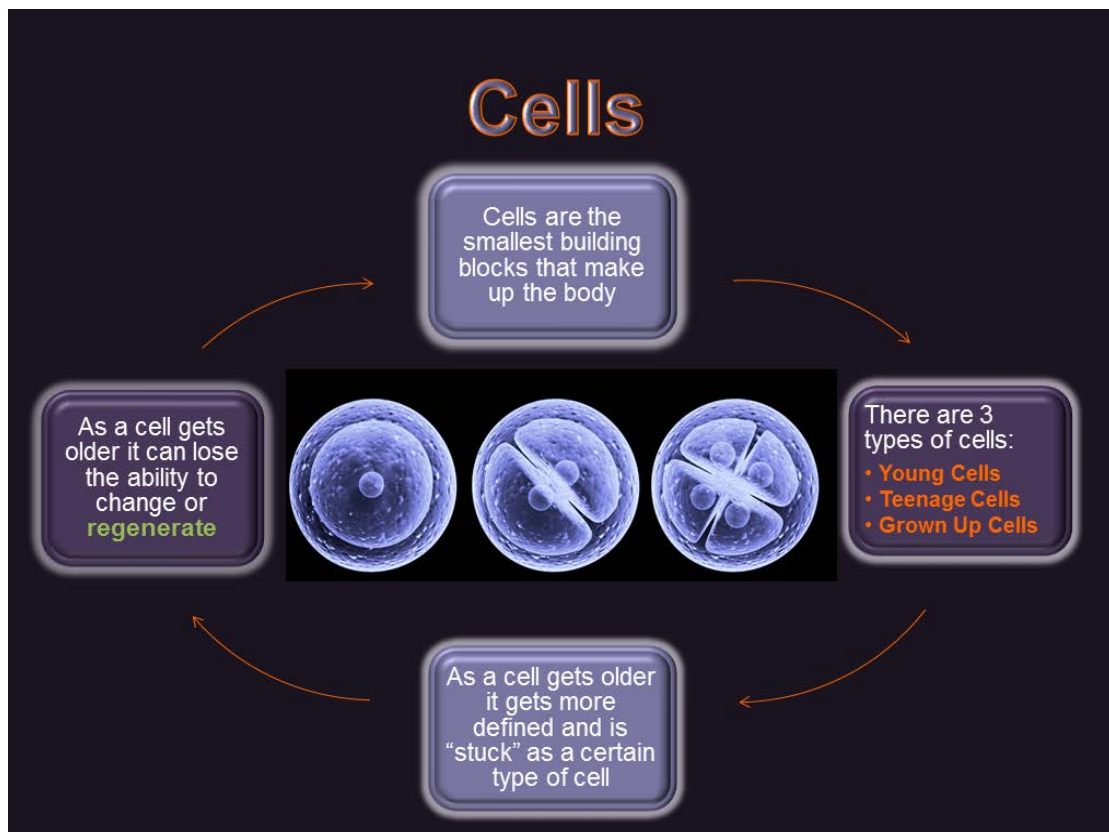 Cells
Cells are the
smallest building
blocks that make
up the body
There are 3
types of cells:
• Young Cells
• Teenage Cells
• Grown Up Cells
As a cell gets older
it gets more
defined and is
“stuck” as a certain
type of cell
As a cell gets
older it can lose
the ability to
change or
regenerate